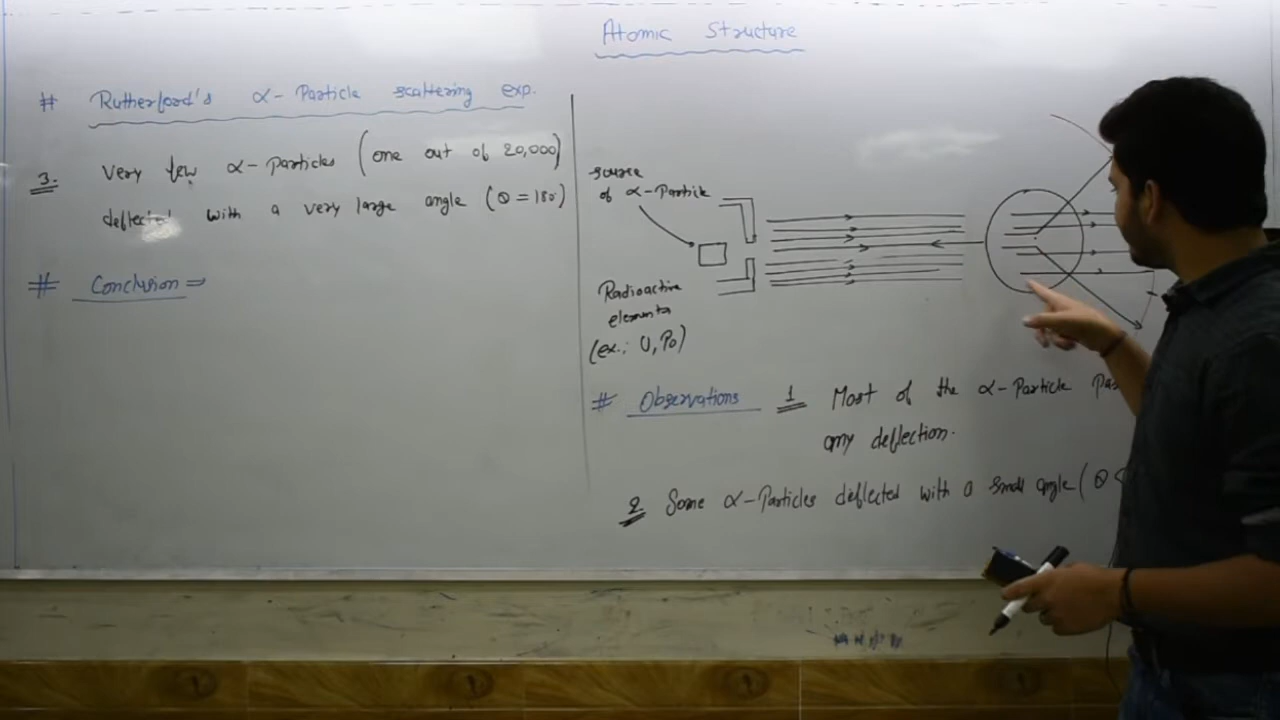 Atomic Structure
# Rutherford's α-Particle scattering exp.
3. Very few α-Particles (one out of 20,000)
deflected with a very large angle (θ = 180)
# Conclusion ⇒
source
of α-Particle
Radioactive
elements
(ex.: U, Po)
# Observations 1 Most of the α-Particle
any deflection.
2. Some α-Particles deflected with a small angle (θ <